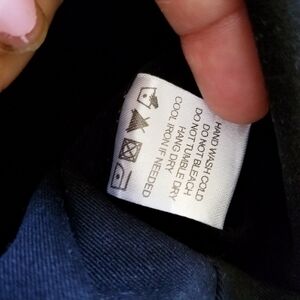 HAND WASH COLD
DO NOT BLEACH
DO NOT TUMBLE DRY
HANG DRY
COOL IRON IF NEEDED